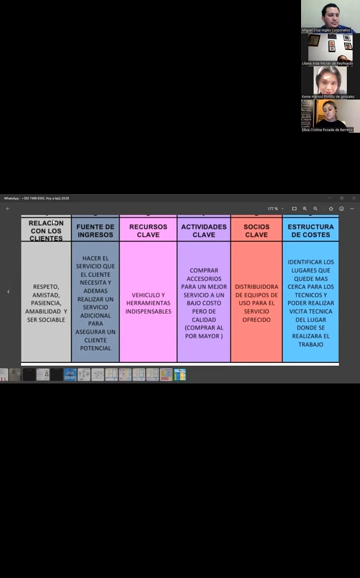 RELACION
CON LOS
CLIENTES
FUENTE DE
INGRESOS
RECURSOS
CLAVE
ACTIVIDADES
CLAVE
SOCIOS
CLAVE
ESTRUCTURA
DE COSTES
RESPETO,
AMISTAD,
PASIENCIA,
AMABILIDAD Y
SER SOCIABLE
HACER EL
SERVICIO QUE
EL CLIENTE
NECESITA Y
ADEMAS
REALIZAR UN
SERVICIO
ADICIONAL
PARA
ASEGURAR UN
CLIENTE
POTENCIAL
VEHICULO Y
HERRAMIENTAS
INDISPENSABLES
COMPRAR
ACCESORIOS
PARA UN MEJOR
SERVICIO A UN
BAJO COSTO
PERO DE
CALIDAD
(COMPRAR AL
POR MAYOR )
DISTRIBUIDORA
DE EQUIPOS DE
USO PARA EL
SERVICIO
OFRECIDO
IDENTIFICAR LOS
LUGARES QUE
QUEDE MAS
CERCA PARA LOS
TECNICOS Y
PODER REALIZAR
VICITA TECNICA
DEL LUGAR
DONDE SE
REALIZARA EL
TRABAJO